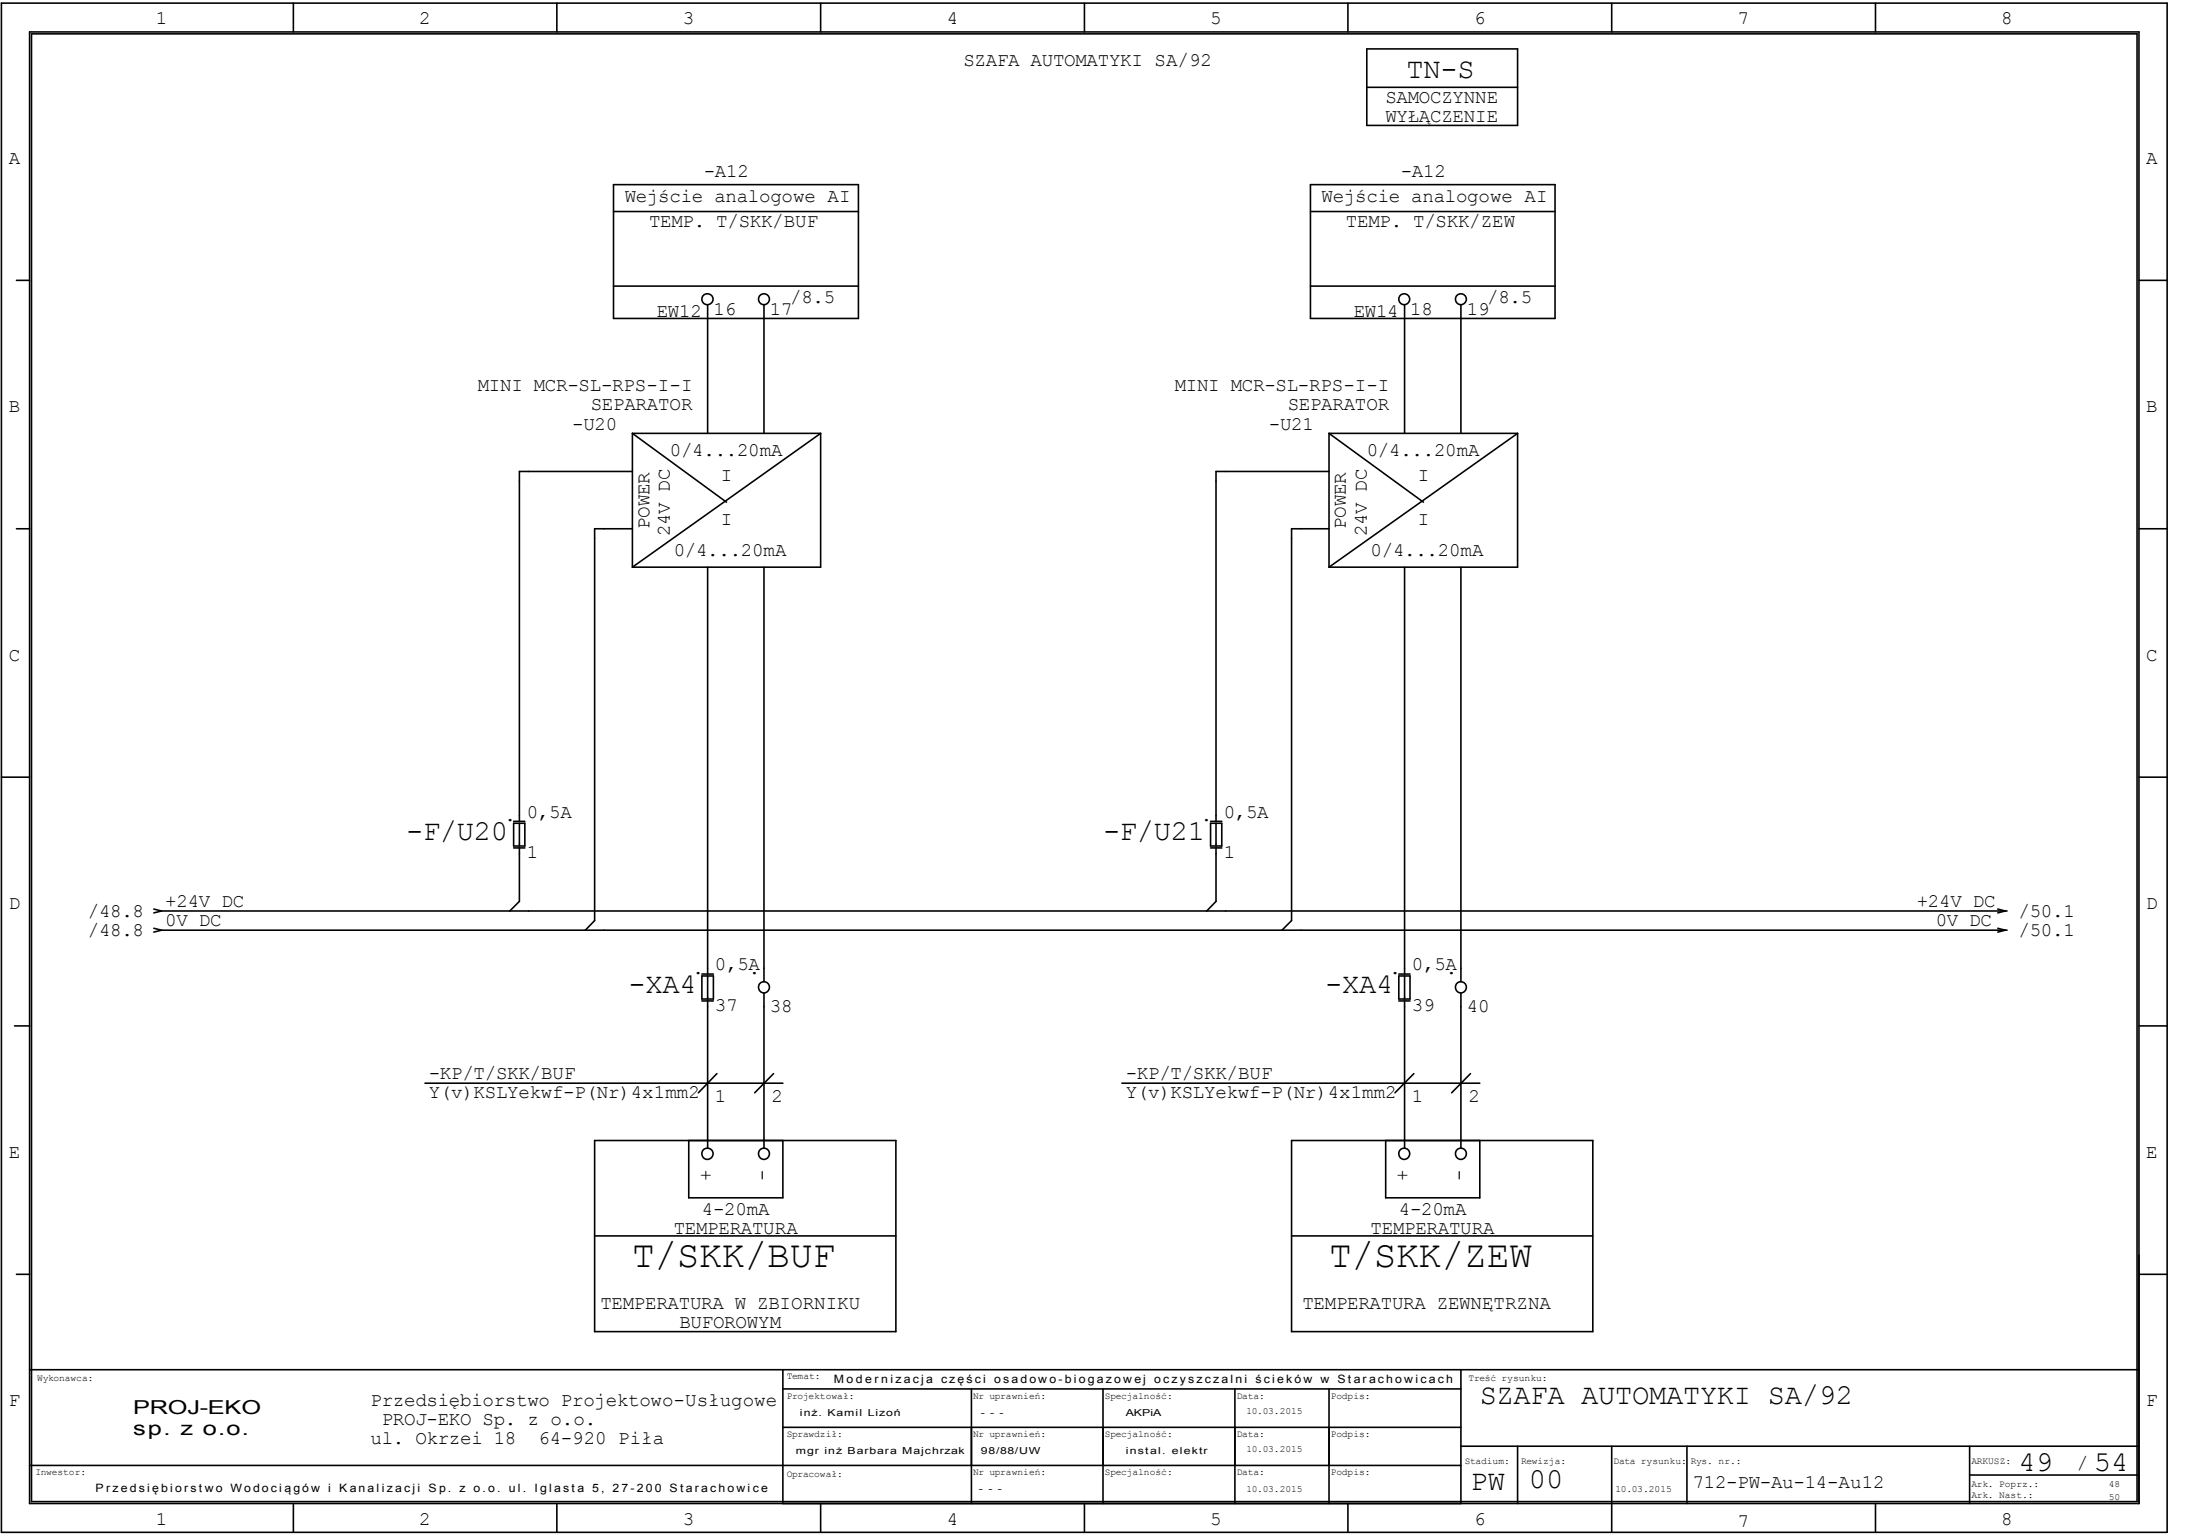 1 2 3 4 5 6 7 8
SZAFA AUTOMATYKI SA/92
TN-S
SAMOCZYNNE
WYŁĄCZENIE
A A
-A12
Wejście analogowe AI
TEMP. T/SKK/BUF
EW12 16 17 /8.5
-A12
Wejście analogowe AI
TEMP. T/SKK/ZEW
EW14 18 19 /8.5
B B
MINI MCR-SL-RPS-I-I
SEPARATOR
-U20
0/4...20mA
I
POWER
24V DC
I
0/4...20mA
MINI MCR-SL-RPS-I-I
SEPARATOR
-U21
0/4...20mA
I
POWER
24V DC
I
0/4...20mA
C C
-F/U20 0,5A
1
-F/U21 0,5A
1
D D
/48.8 +24V DC
/48.8 0V DC
+24V DC /50.1
0V DC /50.1
-XA4 0,5A
37 38
-XA4 0,5A
39 40
-KP/T/SKK/BUF
Y(v)KSLYekwf-P(Nr)4x1mm2 1 2
-KP/T/SKK/BUF
Y(v)KSLYekwf-P(Nr)4x1mm2 1 2
E E
+ -
4-20mA
TEMPERATURA
T/SKK/BUF
TEMPERATURA W ZBIORNIKU
BUFOROWYM
+ -
4-20mA
TEMPERATURA
T/SKK/ZEW
TEMPERATURA ZEWNĘTRZNA
F F
Wykonawca:
PROJ-EKO
sp. z o.o.
Przedsiębiorstwo Projektowo-Usługowe
PROJ-EKO Sp. z o.o.
ul. Okrzei 18 64-920 Piła
Inwestor:
Przedsiębiorstwo Wodociągów i Kanalizacji Sp. z o.o. ul. Iglasta 5, 27-200 Starachowice
Temat: Modernizacja części osadowo-biogazowej oczyszczalni ścieków w Starachowicach
Projektował: Nr uprawnień: Specjalność: Data: Podpis:
inż. Kamil Lizoń --- AKPiA 10.03.2015
Sprawdził: Nr uprawnień: Specjalność: Data: Podpis:
mgr inż Barbara Majchrzak 98/88/UW instal. elektr 10.03.2015
Opracował: Nr uprawnień: Specjalność: Data: Podpis:
--- 10.03.2015
Treść rysunku:
SZAFA AUTOMATYKI SA/92
Stadium: Rewizja: Data rysunku: Rys. nr.:
PW 00 10.03.2015 712-PW-Au-14-Au12
ARKUSZ: 49 / 54
Ark. Poprz.: 48
Ark. Nast.: 50
1 2 3 4 5 6 7 8